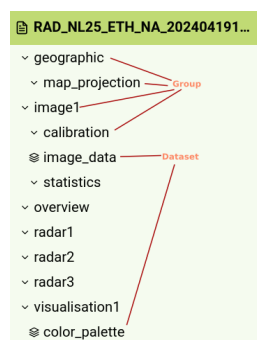 RAD_NL25_ETH_NA_202404191...
geographic
map_projection
Group
image1
calibration
image_data
Dataset
statistics
overview
radar1
radar2
radar3
visualisation1
color_palette